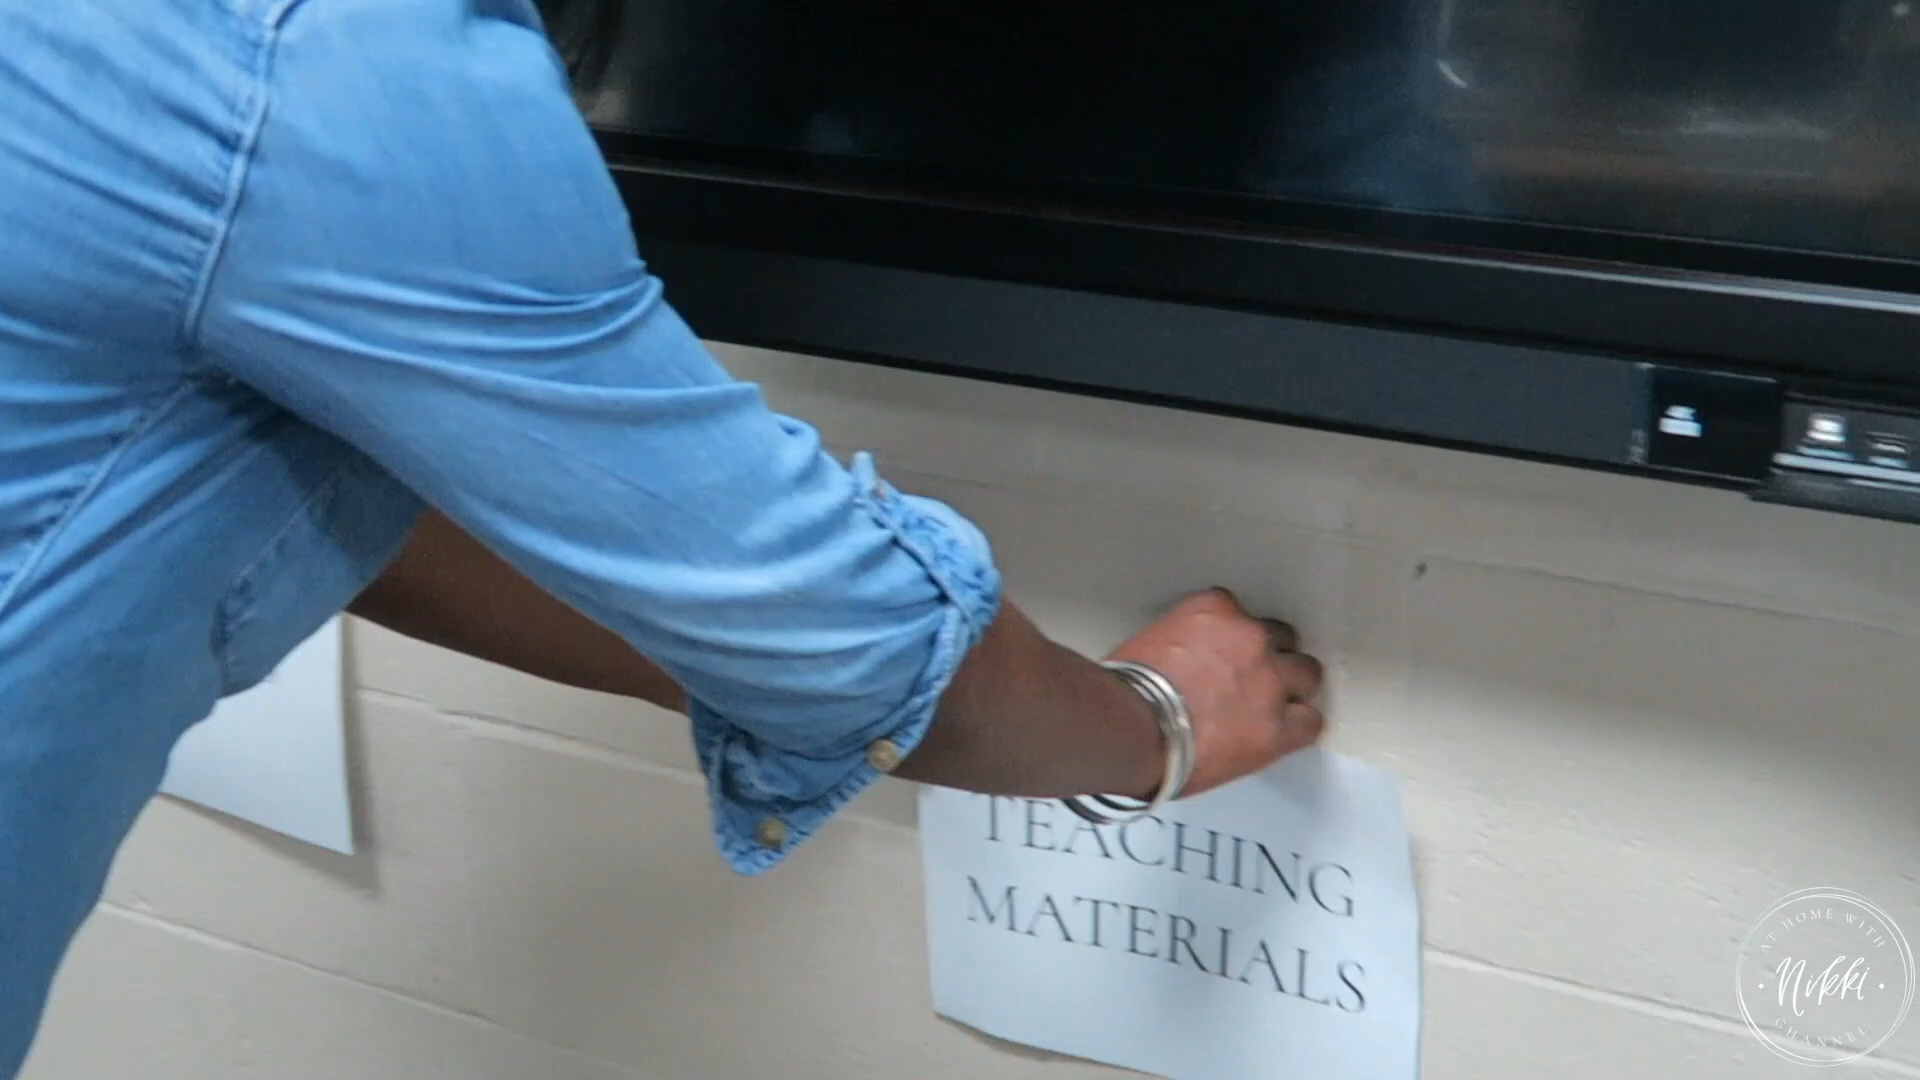 TEACHING
MATERIALS
AT HOME WITH
Nikki
CHANNEL